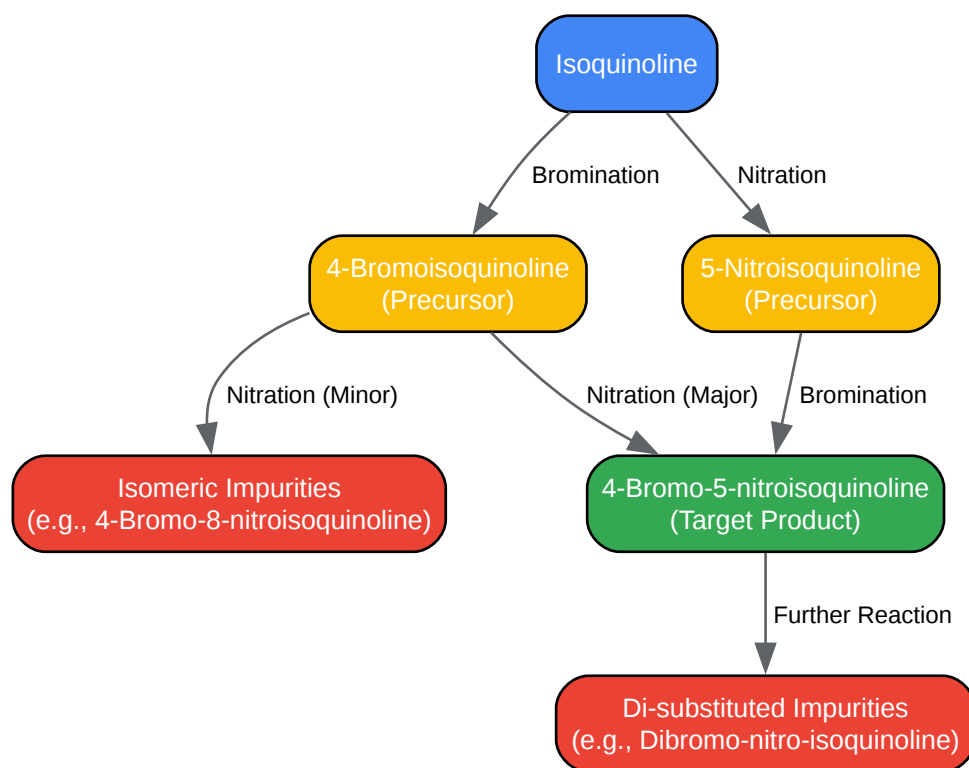 Isoquinoline
Bromination
Nitration
4-Bromoisoquinoline
(Precursor)
5-Nitroisoquinoline
(Precursor)
Nitration (Minor)
Nitration (Major)
Bromination
Isomeric Impurities
(e.g., 4-Bromo-8-nitroisoquinoline)
4-Bromo-5-nitroisoquinoline
(Target Product)
Further Reaction
Di-substituted Impurities
(e.g., Dibromo-nitro-isoquinoline)